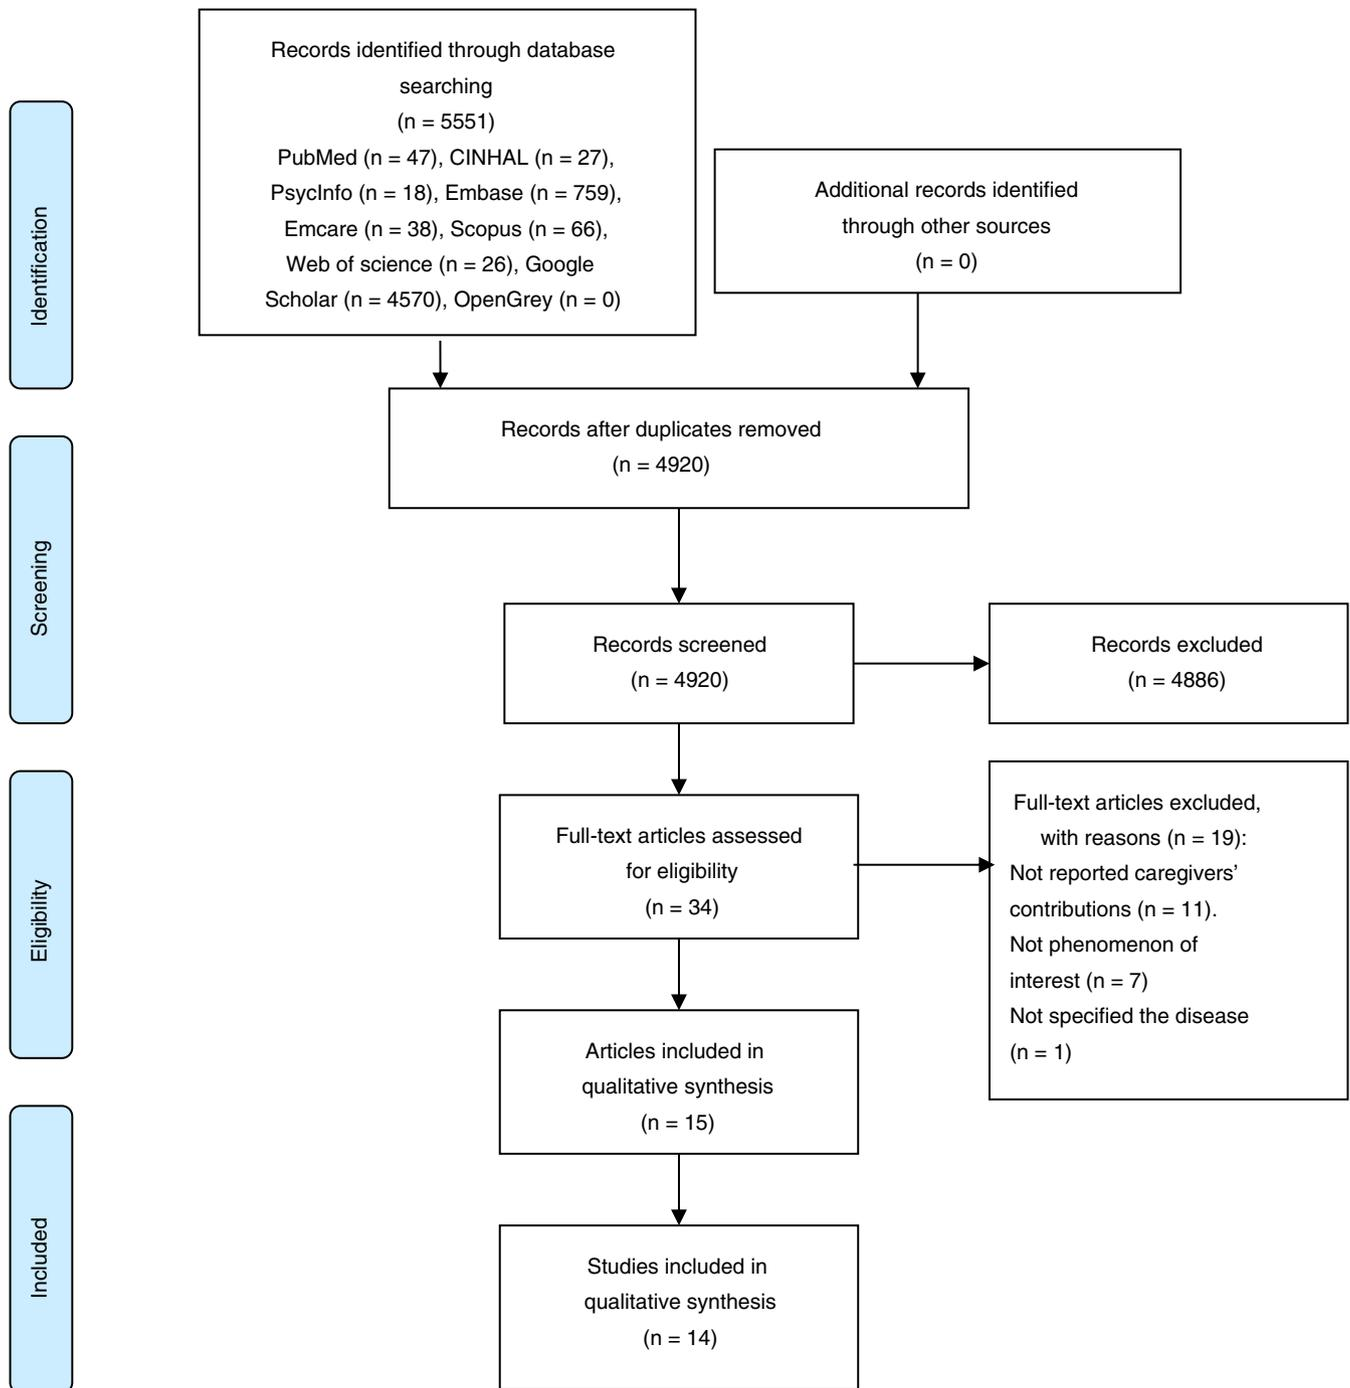 Identification
Records identified through database
searching
(n = 5551)
PubMed (n = 47), CINHAL (n = 27),
PsycInfo (n = 18), Embase (n = 759),
Emcare (n = 38), Scopus (n = 66),
Web of science (n = 26), Google
Scholar (n = 4570), OpenGrey (n = 0)
Additional records identified
through other sources
(n = 0)
Records after duplicates removed
(n = 4920)
Screening
Records screened
(n = 4920)
Records excluded
(n = 4886)
Eligibility
Full-text articles assessed
for eligibility
(n = 34)
Full-text articles excluded,
with reasons (n = 19):
Not reported caregivers’
contributions (n = 11).
Not phenomenon of
interest (n = 7)
Not specified the disease
(n = 1)
Articles included in
qualitative synthesis
(n = 15)
Included
Studies included in
qualitative synthesis
(n = 14)